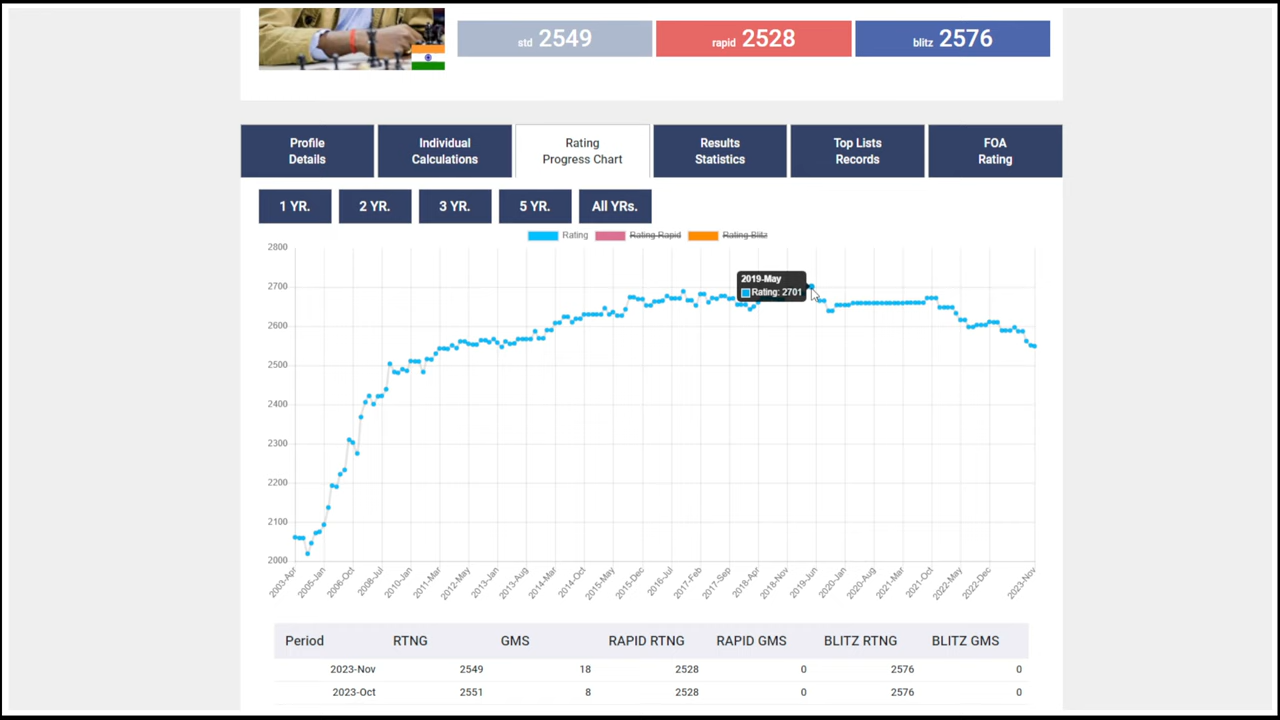 std 2549 rapid 2528 blitz 2576
Profile Details
Individual Calculations
Rating Progress Chart
Results Statistics
Top Lists Records
FOA Rating
1 YR. 2 YR. 3 YR. 5 YR. All YRs.
Rating Rating Rapid Rating Blitz
2800
2700
2600
2500
2400
2300
2200
2100
2000
2019-May
Rating: 2701
2003-Apr 2005-Jan 2006-Oct 2008-Jul 2010-Jan 2011-Mar 2012-May 2013-Jan 2013-Aug 2014-Mar 2014-Oct 2015-May 2015-Dec 2016-Jul 2017-Feb 2017-Sep 2018-Apr 2018-Nov 2019-Jun 2020-Jan 2020-Aug 2021-Mar 2021-Oct 2022-May 2022-Dec 2023-Nov
Period RTNG GMS RAPID RTNG RAPID GMS BLITZ RTNG BLITZ GMS
2023-Nov 2549 18 2528 0 2576 0
2023-Oct 2551 8 2528 0 2576 0